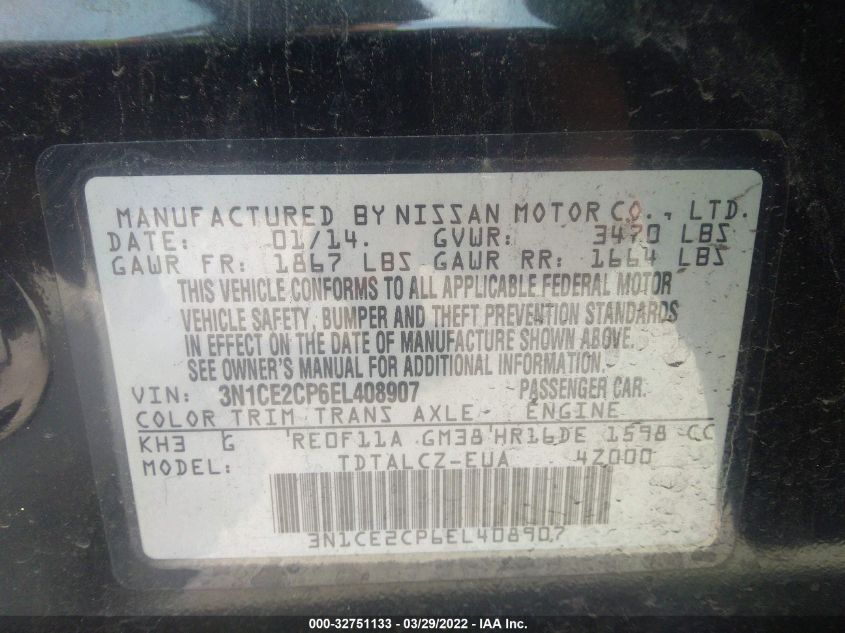 MANUFACTURED BY NISSAN MOTOR CO., LTD.
DATE: 01/14. GVWR: 3470 LBS
GAWR FR: 1867 LBS GAWR RR: 1664 LBS
THIS VEHICLE CONFORMS TO ALL APPLICABLE FEDERAL MOTOR
VEHICLE SAFETY, BUMPER AND THEFT PREVENTION STANDARDS
IN EFFECT ON THE DATE OF MANUFACTURE SHOWN ABOVE.
SEE OWNER'S MANUAL FOR ADDITIONAL INFORMATION.
VIN: 3N1CE2CP6EL408907 PASSENGER CAR.
COLOR TRIM TRANS AXLE ENGINE
KH3 G 'REOF11A GM38'HR16DE 1598 CC
MODEL: TDTALCZ-EUA 4Z000
3N1CE2CP6EL408907
000-32751133 - 03/29/2022 - IAA Inc.